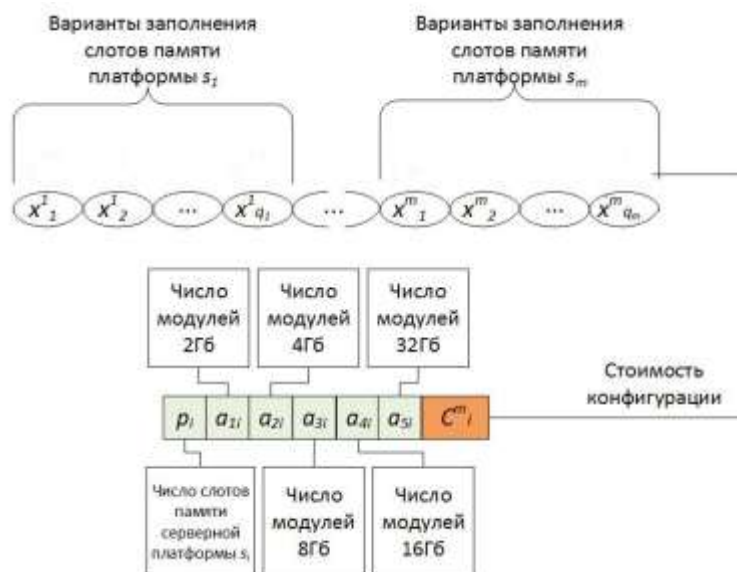 Варианты заполнения
слотов памяти
платформы s₁
Варианты заполнения
слотов памяти
платформы sₘ
x¹₁ x¹₂ ... x¹q₁ ... xᵐ₁ xᵐ₂ ... xᵐqₘ
Число
модулей
2Гб
Число
модулей
4Гб
Число
модулей
32Гб
Стоимость
конфигурации
pᵢ a₁ᵢ a₂ᵢ a₃ᵢ a₄ᵢ a₅ᵢ Cᵐᵢ
Число слотов
памяти
серверной
платформы sᵢ
Число
модулей
8Гб
Число
модулей
16Гб